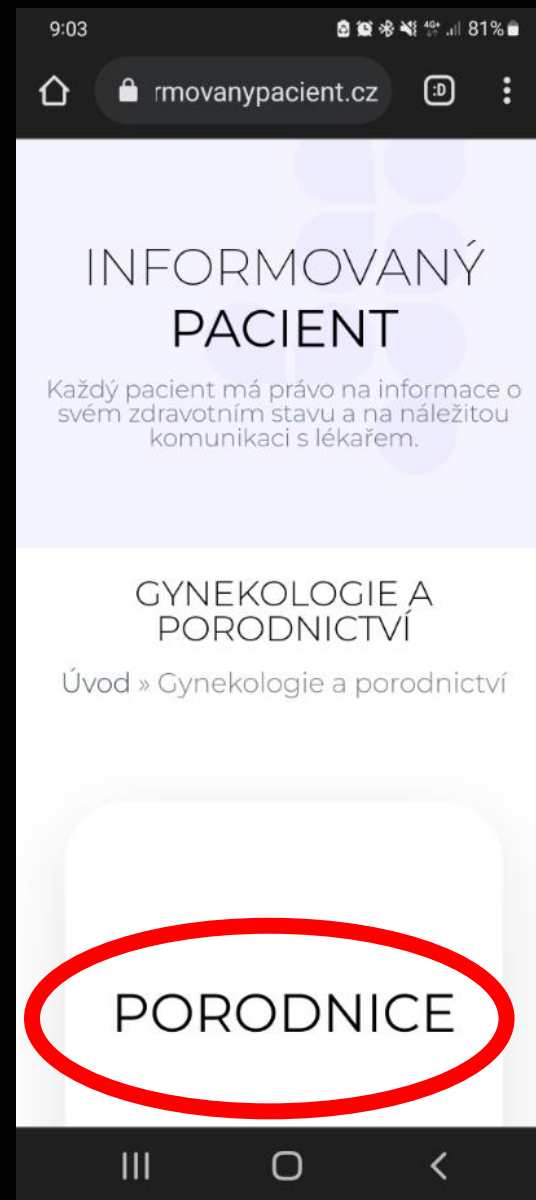 9:03 4G+ 81%
rmovanypacient.cz :D
INFORMOVANÝ
PACIENT
Každý pacient má právo na informace o
svém zdravotním stavu a na náležitou
komunikaci s lékařem.
GYNEKOLOGIE A
PORODNICTVÍ
Úvod » Gynekologie a porodnictví
PORODNICE